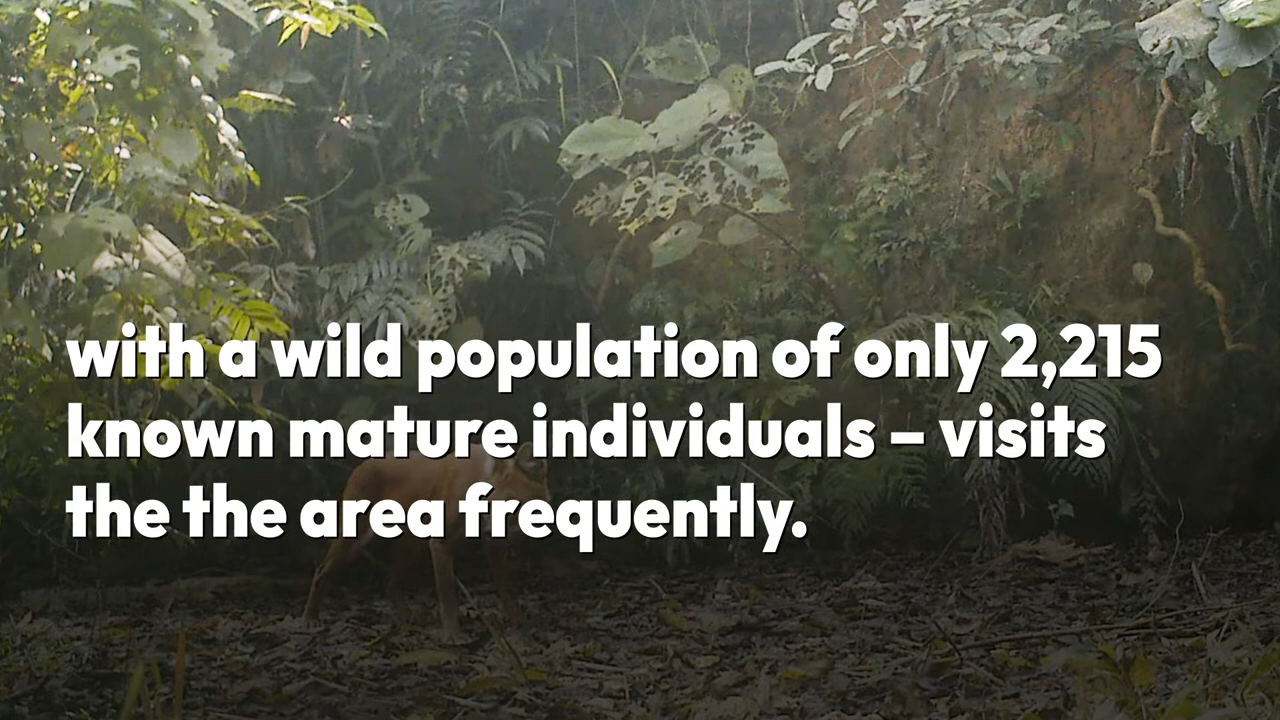 with a wild population of only 2,215
known mature individuals – visits
the the area frequently.